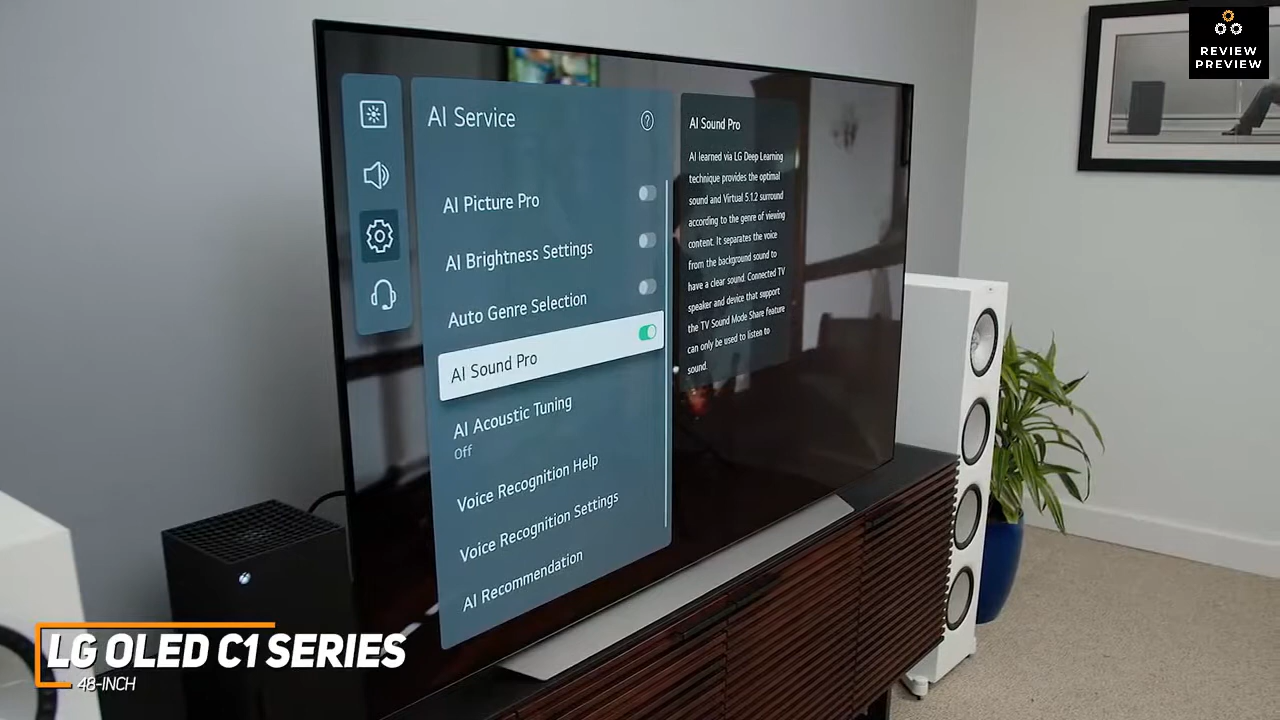 REVIEW
PREVIEW
AI Service
?
AI Picture Pro
AI Brightness Settings
Auto Genre Selection
AI Sound Pro
AI Acoustic Tuning
Off
Voice Recognition Help
Voice Recognition Settings
AI Recommendation
AI Sound Pro
AI learned via LG Deep Learning
technique provides the optimal
sound and Virtual 5.1.2 surround
according to the genre of viewing
content. It separates the voice
from the background sound to
have a clear sound. Connected TV
speaker and device that support
the TV Sound Mode Share feature
can only be used to listen to
sound.
LG OLED C1 SERIES
48-INCH